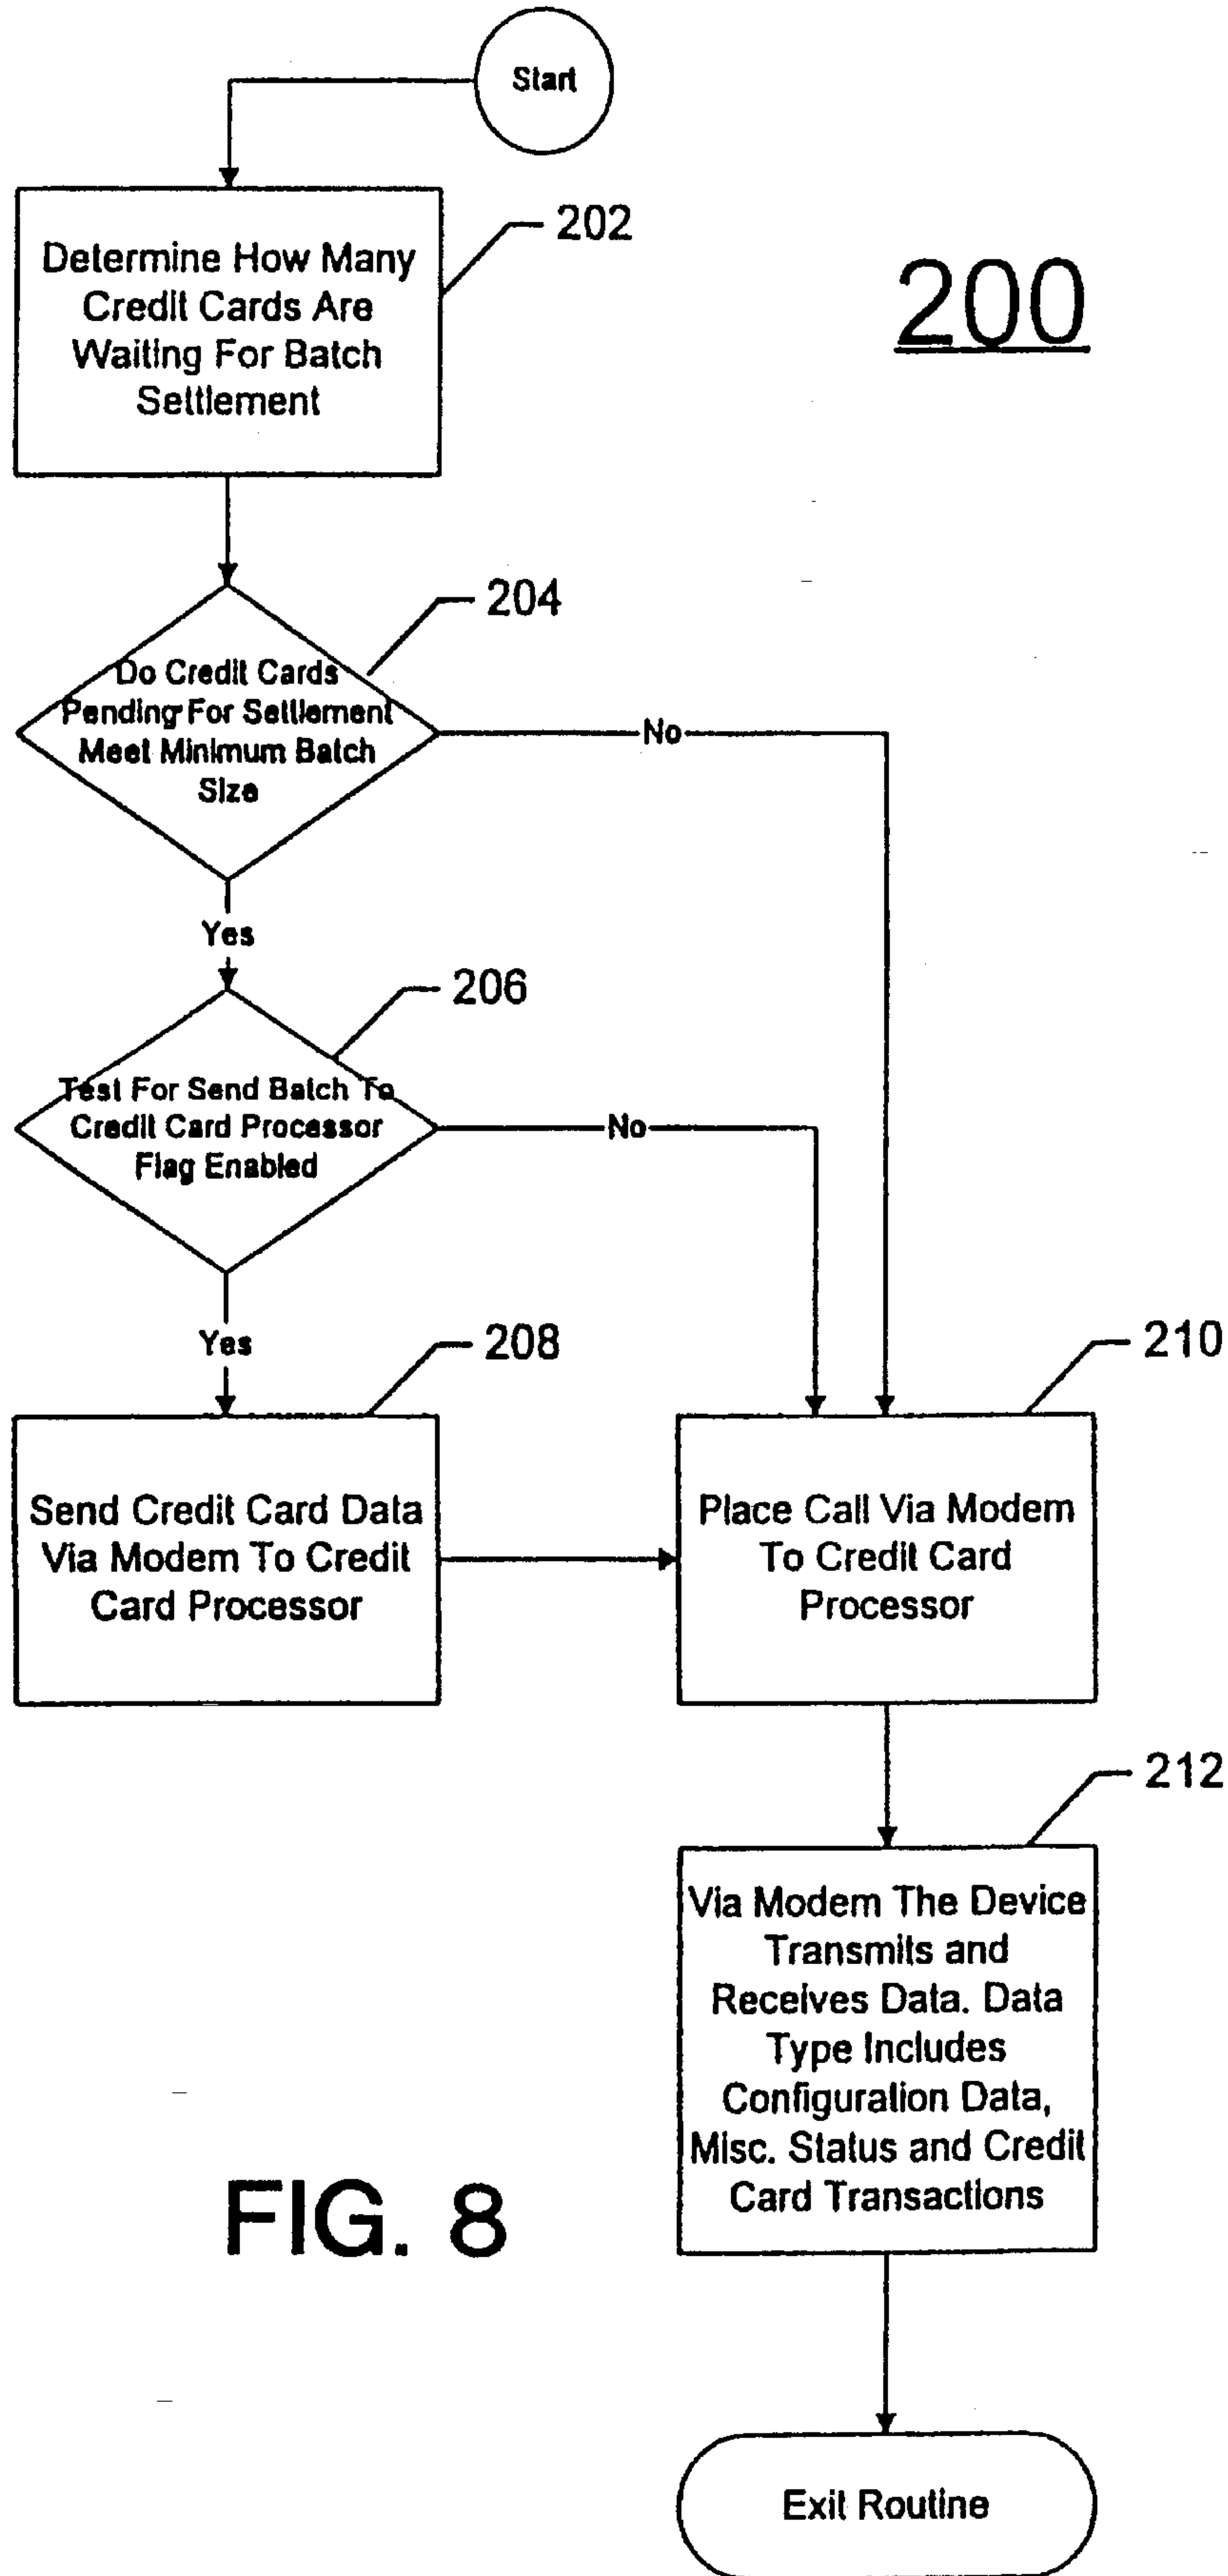 Start
202
Determine How Many
Credit Cards Are
Waiting For Batch
Settlement
200
204
Do Credit Cards
Pending For Settlement
Meet Minimum Batch
Size
No
Yes
206
Test For Send Batch To
Credit Card Processor
Flag Enabled
No
Yes
208
210
Send Credit Card Data
Via Modem To Credit
Card Processor
Place Call Via Modem
To Credit Card
Processor
212
Via Modem The Device
Transmits and
Receives Data. Data
Type Includes
Configuration Data,
Misc. Status and Credit
Card Transactions
FIG. 8
Exit Routine